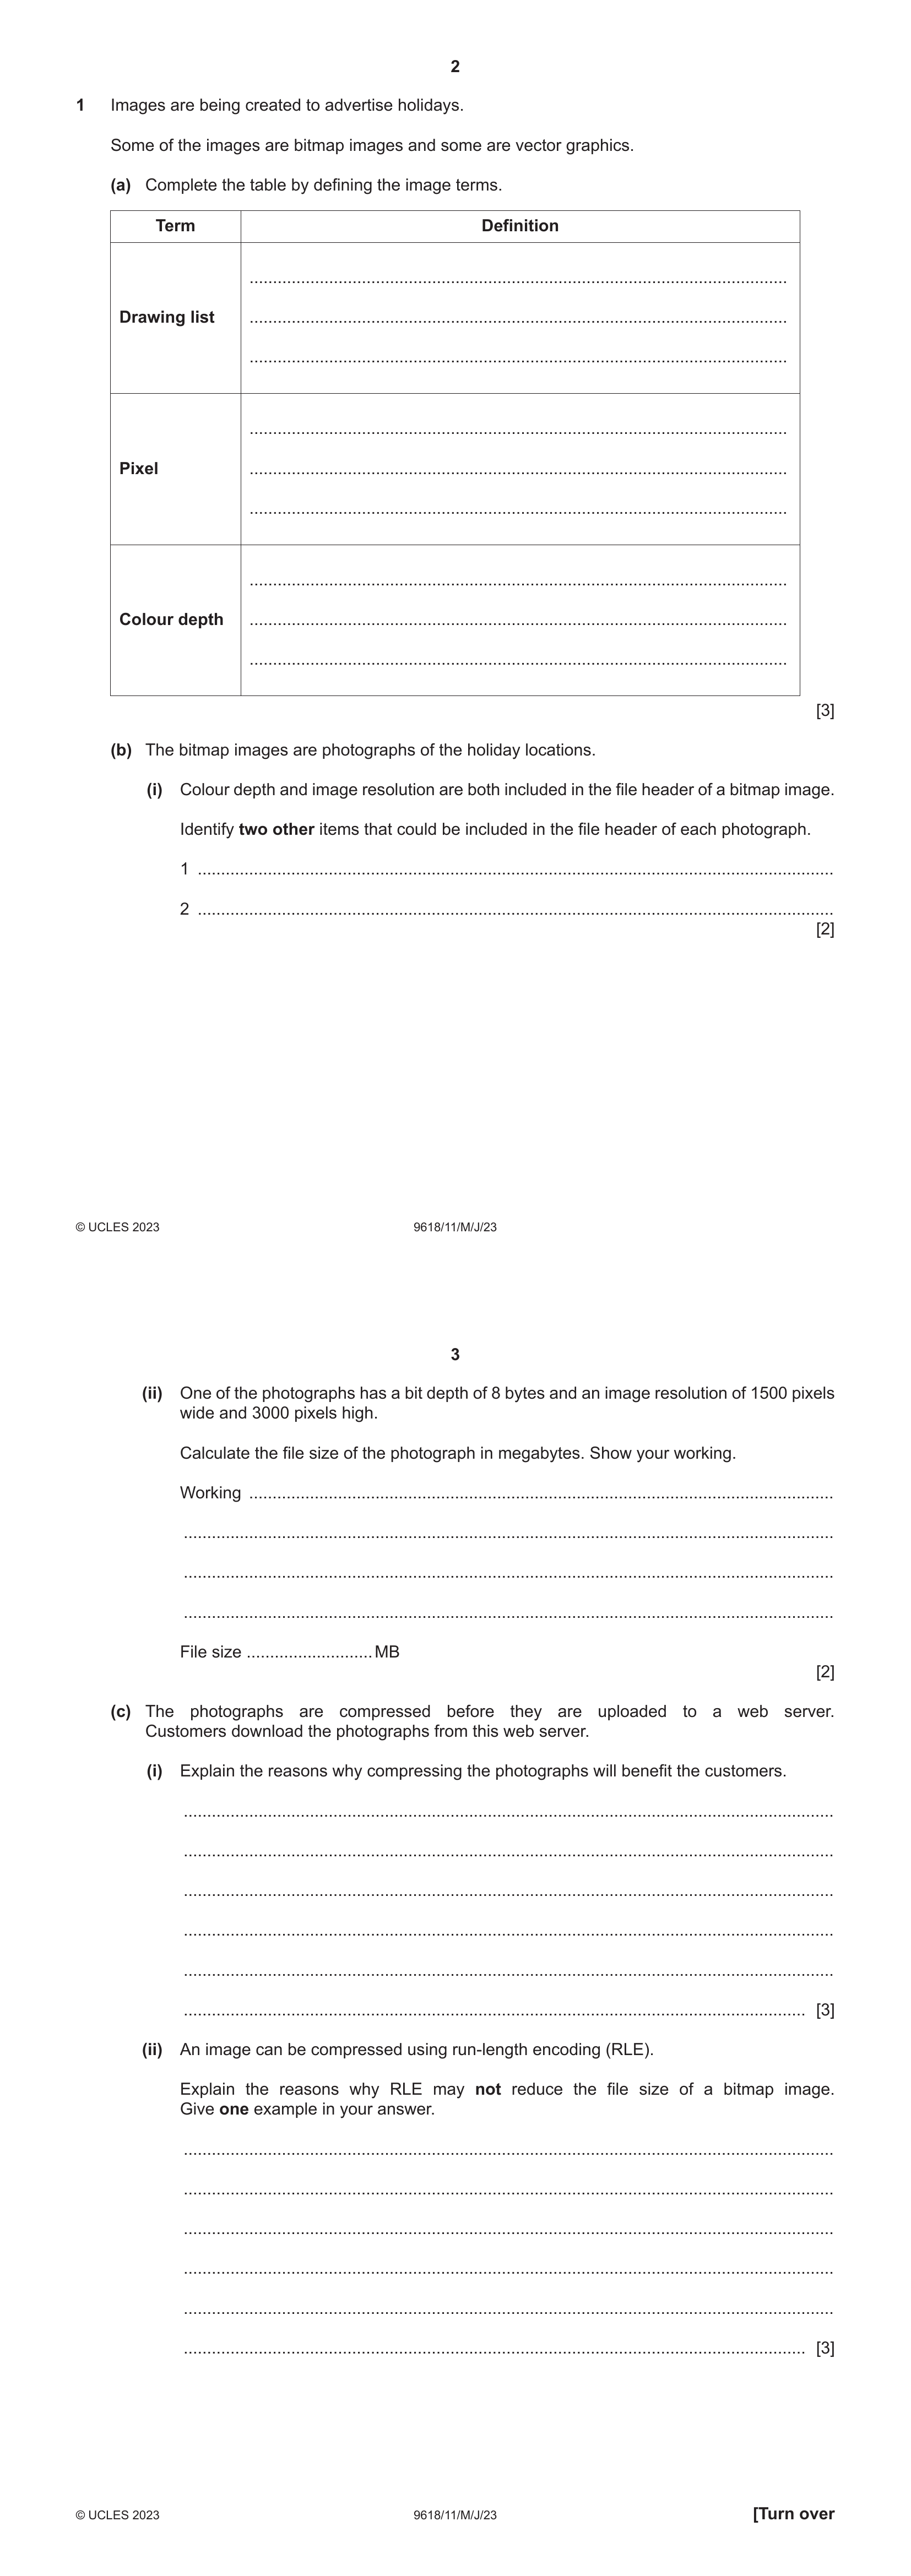 2
1 Images are being created to advertise holidays.
Some of the images are bitmap images and some are vector graphics.
(a) Complete the table by defining the image terms.
Term Definition
Drawing list
Pixel
Colour depth
[3]
(b) The bitmap images are photographs of the holiday locations.
(i) Colour depth and image resolution are both included in the file header of a bitmap image.
Identify two other items that could be included in the file header of each photograph.
1 ..........................................................................................................................................
2 ..........................................................................................................................................
[2]
© UCLES 2023 9618/11/M/J/23
3
(ii) One of the photographs has a bit depth of 8 bytes and an image resolution of 1500 pixels
wide and 3000 pixels high.
Calculate the file size of the photograph in megabytes. Show your working.
Working ...............................................................................................................................
File size ........................... MB
[2]
(c) The photographs are compressed before they are uploaded to a web server.
Customers download the photographs from this web server.
(i) Explain the reasons why compressing the photographs will benefit the customers.
[3]
(ii) An image can be compressed using run-length encoding (RLE).
Explain the reasons why RLE may not reduce the file size of a bitmap image.
Give one example in your answer.
[3]
© UCLES 2023 9618/11/M/J/23 [Turn over